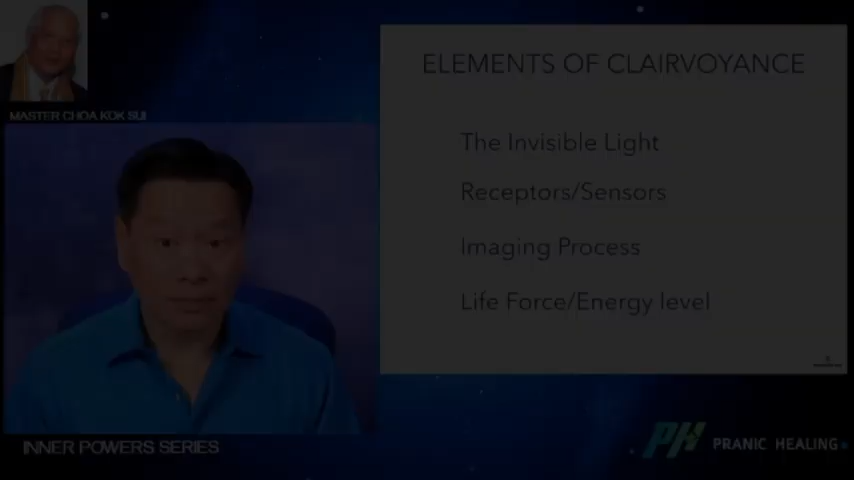 MASTER CHOA KOK SUI
ELEMENTS OF CLAIRVOYANCE
The Invisible Light
Receptors/Sensors
Imaging Process
Life Force/Energy level
INNER POWERS SERIES
PH PRANIC HEALING